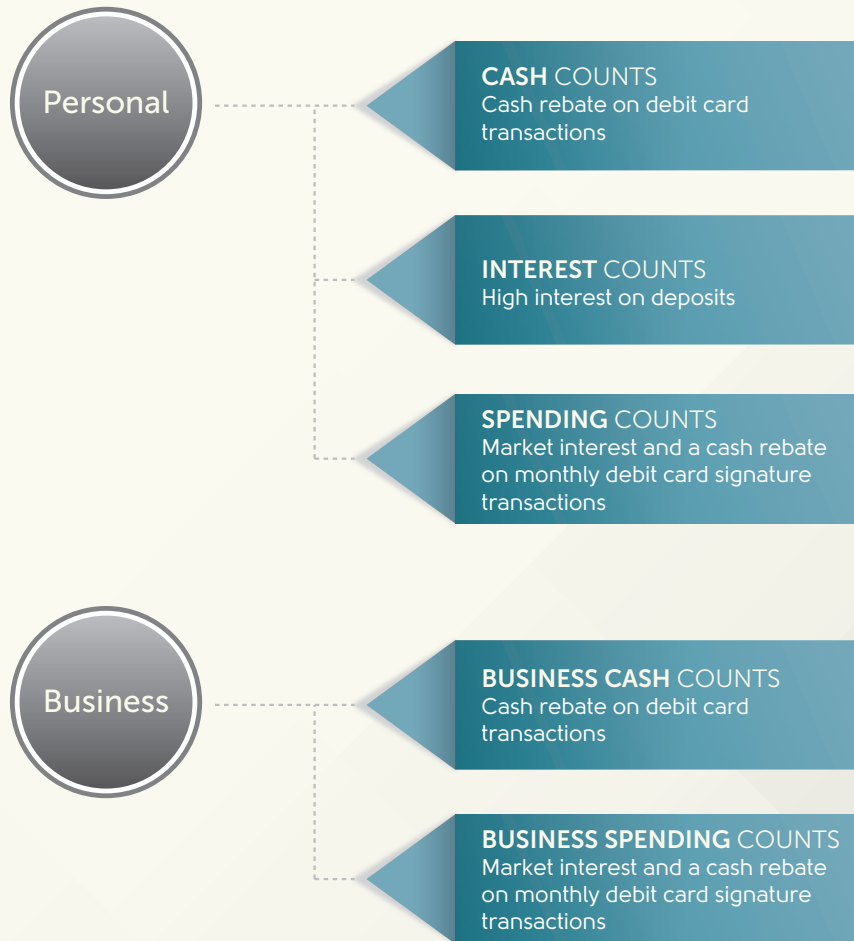 Personal
CASH COUNTS
Cash rebate on debit card
transactions
INTEREST COUNTS
High interest on deposits
SPENDING COUNTS
Market interest and a cash rebate
on monthly debit card signature
transactions
Business
BUSINESS CASH COUNTS
Cash rebate on debit card
transactions
BUSINESS SPENDING COUNTS
Market interest and a cash rebate
on monthly debit card signature
transactions